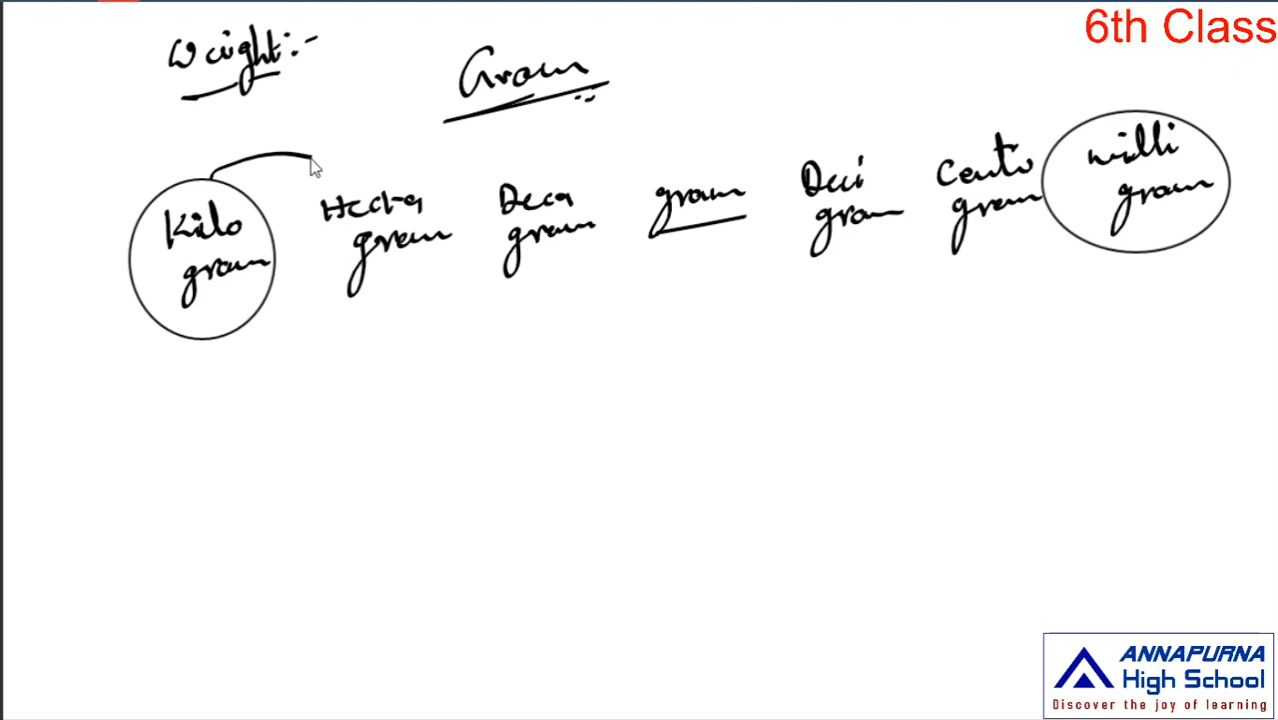 6th Class
Weight:-
Gram
Kilo Hecta Deca gram Deci Centi milli
gram gram gram gram gram gram
ANNAPURNA
High School
Discover the joy of learning